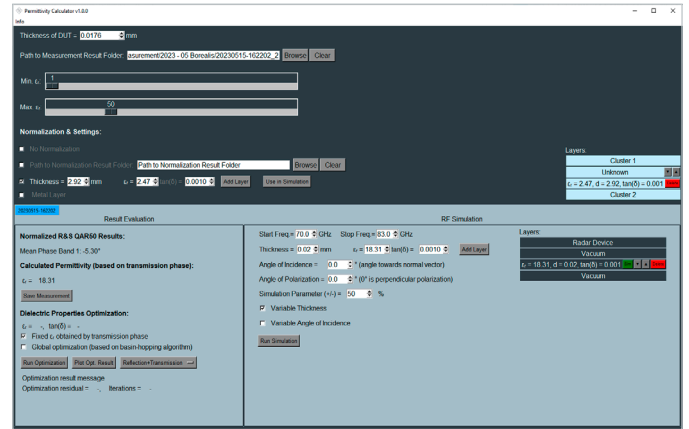 Permittivity Calculator v1.0.0
Info
Thickness of DUT = 0.0176 mm
Path to Measurement Result Folder: asurement/2023 - 05 Borealis/20230515-162202_2 Browse Clear
Min. εᵣ: 1
Max. εᵣ: 50
Normalization & Settings:
No Normalization
Path to Normalization Result Folder: Path to Normalization Result Folder Browse Clear
Thickness = 2.92 mm εᵣ = 2.47 tan(δ) = 0.0010 Add Layer Use in Simulation
Metal Layer
Layers:
Cluster 1
Unknown
εᵣ = 2.47, d = 2.92, tan(δ) = 0.001
Cluster 2
20230515-162202
Result Evaluation
Normalized R&S QAR50 Results:
Mean Phase Band 1: -5.30°
Calculated Permittivity (based on transmission phase):
εᵣ = 18.31
Save Measurement
Dielectric Properties Optimization:
εᵣ = -, tan(δ) = -
Fixed εᵣ obtained by transmission phase
Global optimization (based on basin-hopping algorithm)
Run Optimization Plot Opt. Result Reflection+Transmission
Optimization result message
Optimization residual = -, Iterations = -
RF Simulation
Start Freq.= 70.0 GHz Stop Freq.= 83.0 GHz
Thickness = 0.02 mm εᵣ = 18.31 tan(δ) = 0.0010 Add Layer
Angle of Incidence = 0.0 ° (angle towards normal vector)
Angle of Polarization = 0.0 ° (0° is perpendicular polarization)
Simulation Parameter (+/-) = 50 %
Variable Thickness
Variable Angle of Incidence
Run Simulation
Layers:
Radar Device
Vacuum
εᵣ = 18.31, d = 0.02, tan(δ) = 0.001
Vacuum